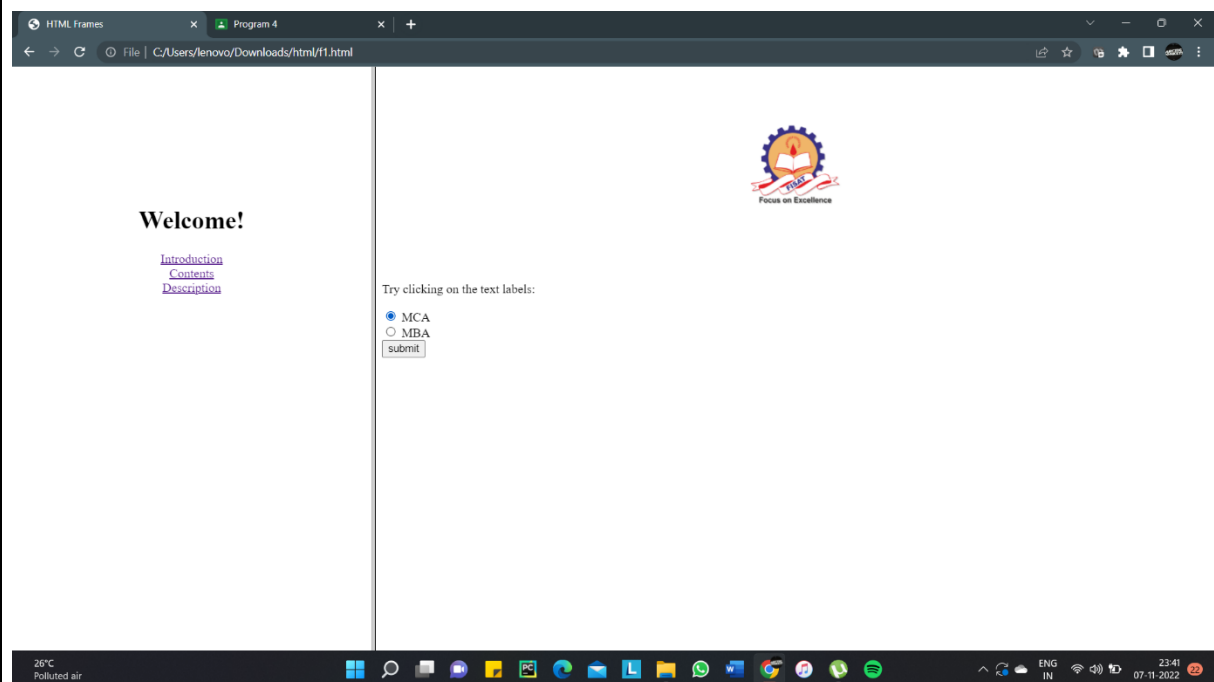 HTML Frames
Program 4
File | C:/Users/lenovo/Downloads/html/f1.html
Welcome!
Introduction
Contents
Description
FISAT
Focus on Excellence
Try clicking on the text labels:
MCA
MBA
submit
26°C
Polluted air
PC
L
W
ENG
IN
23:41
07-11-2022
22